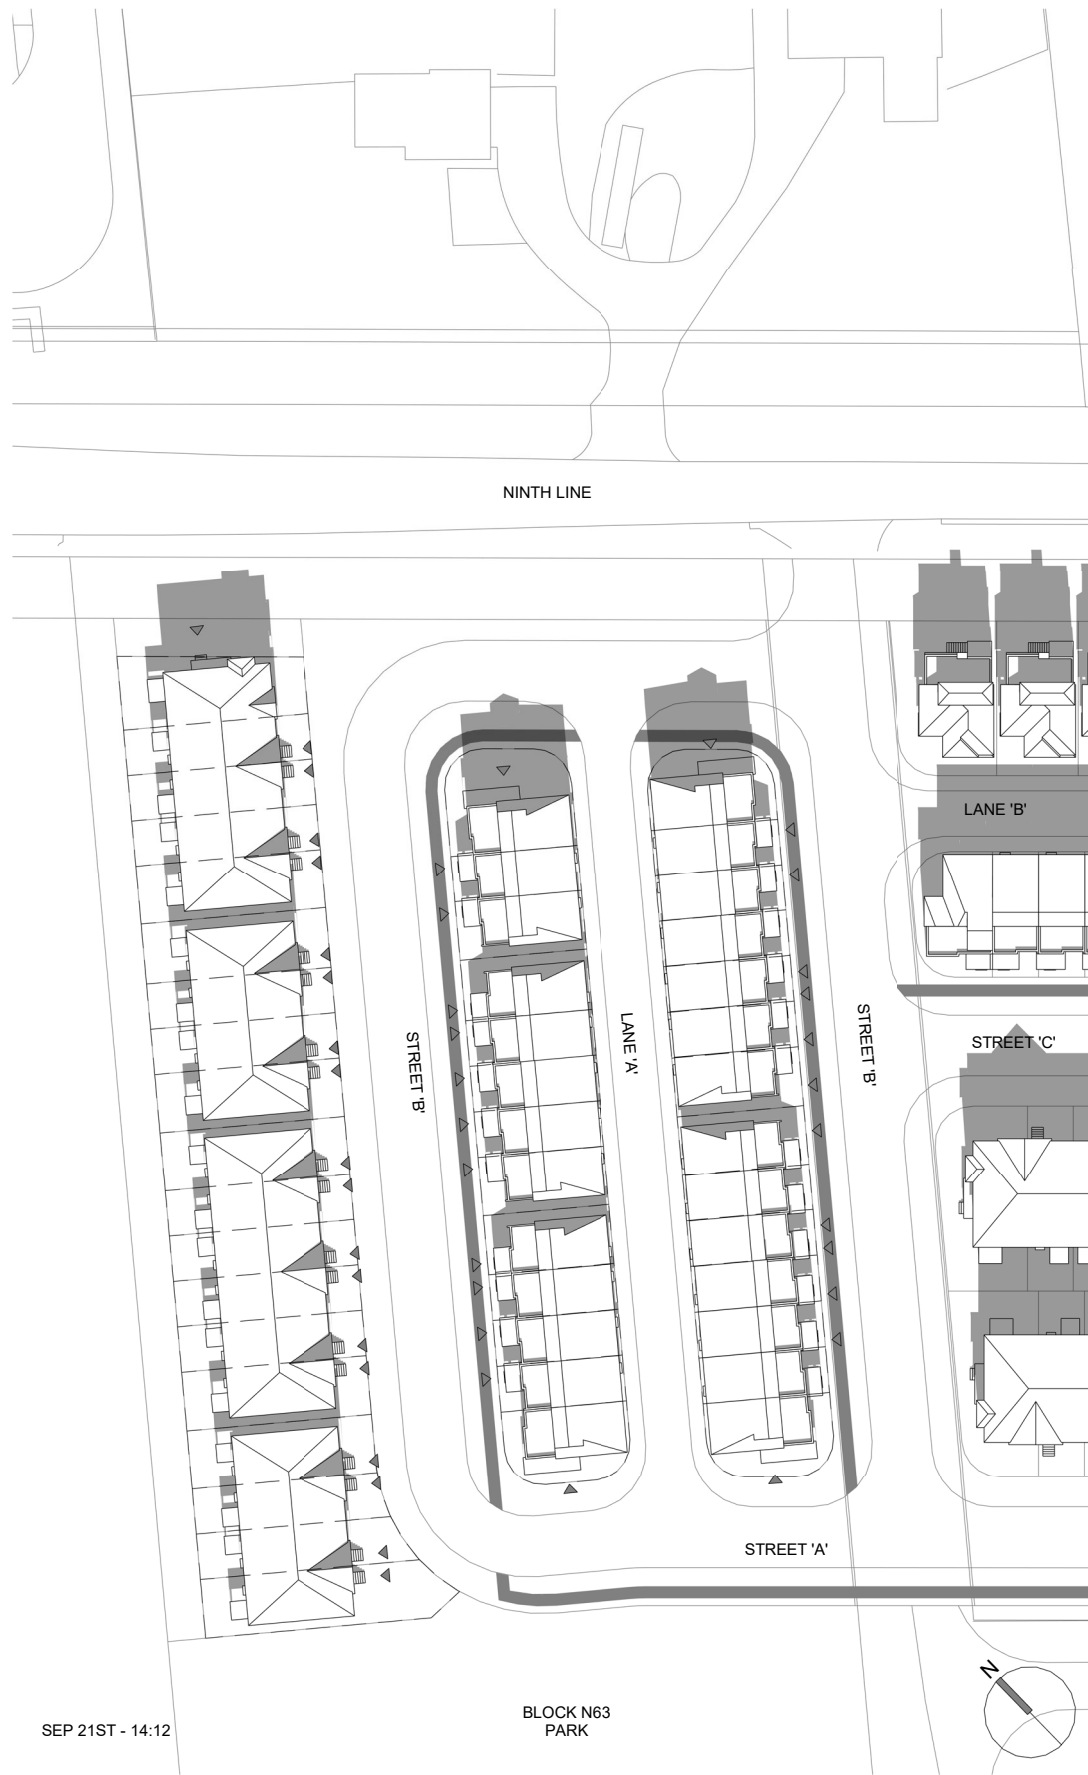 NINTH LINE
LANE 'B'
STREET 'B'
LANE 'A'
STREET 'B'
STREET 'C'
STREET 'A'
N
SEP 21ST - 14:12
BLOCK N63
PARK